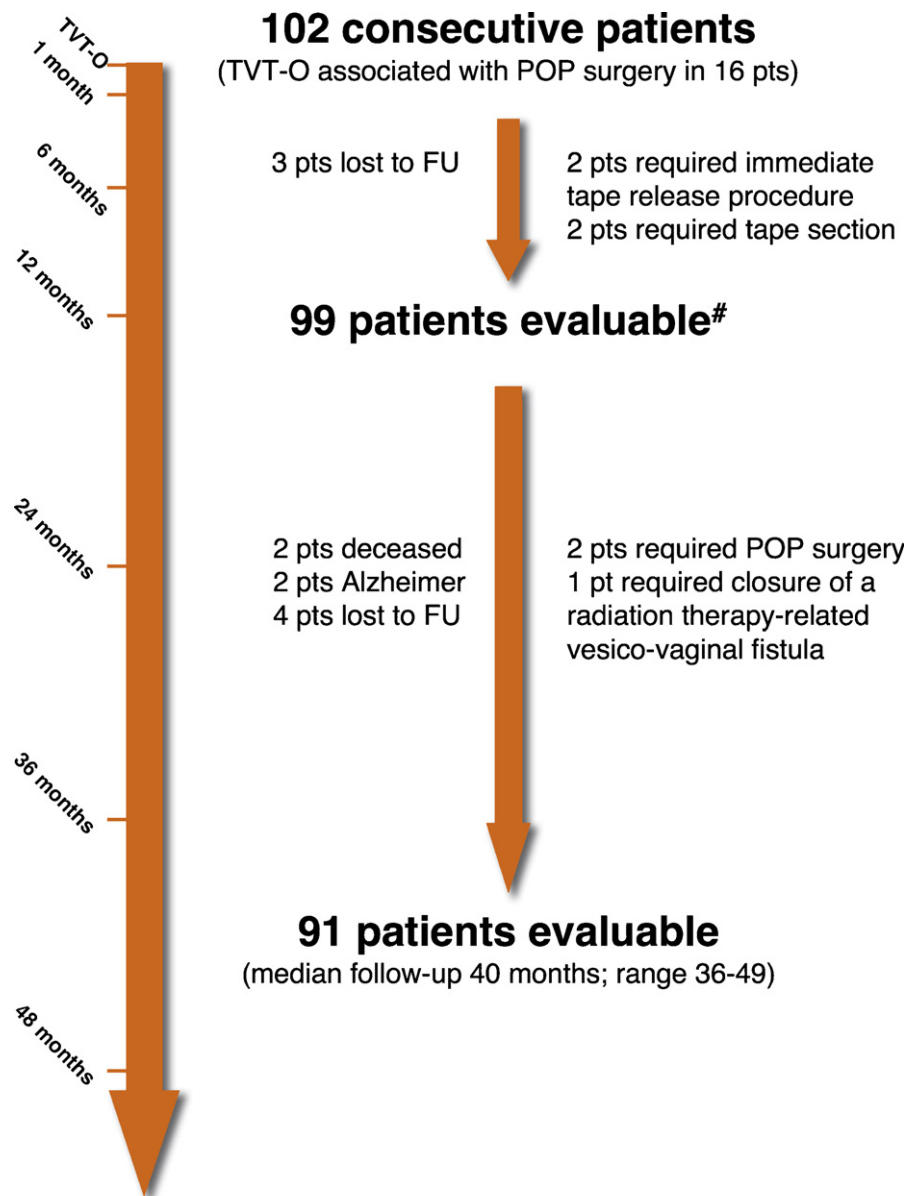 102 consecutive patients
(TVT-O associated with POP surgery in 16 pts)
TVT-O
1 month
6 months
12 months
24 months
36 months
48 months
3 pts lost to FU
2 pts required immediate
tape release procedure
2 pts required tape section
99 patients evaluable#
2 pts deceased
2 pts Alzheimer
4 pts lost to FU
2 pts required POP surgery
1 pt required closure of a
radiation therapy-related
vesico-vaginal fistula
91 patients evaluable
(median follow-up 40 months; range 36-49)